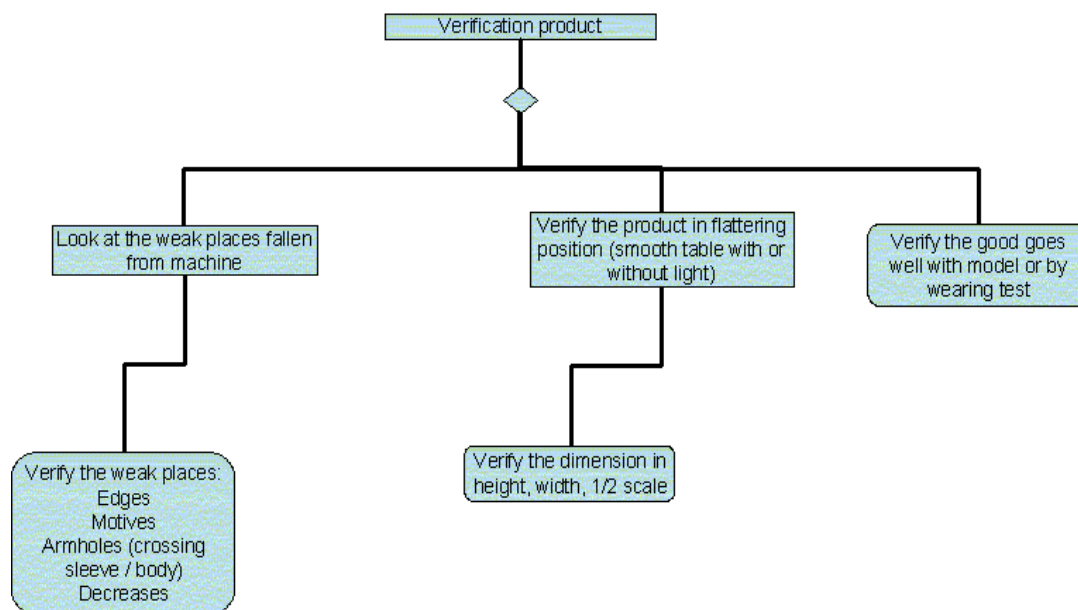 Verification product
Look at the weak places fallen
from machine
Verify the product in flattering
position (smooth table with or
without light)
Verify the good goes
well with model or by
wearing test
Verify the weak places:
Edges
Motives
Armholes (crossing
sleeve / body)
Decreases
Verify the dimension in
height, width, 1/2 scale